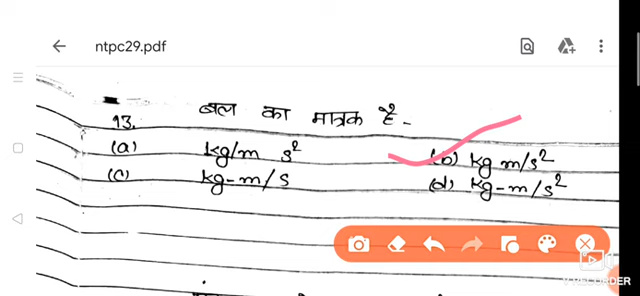 ntpc29.pdf
13. बल का मात्रक है -
(a) kg/m s² (b) kg m/s²
(c) kg-m/s (d) kg-m/s²